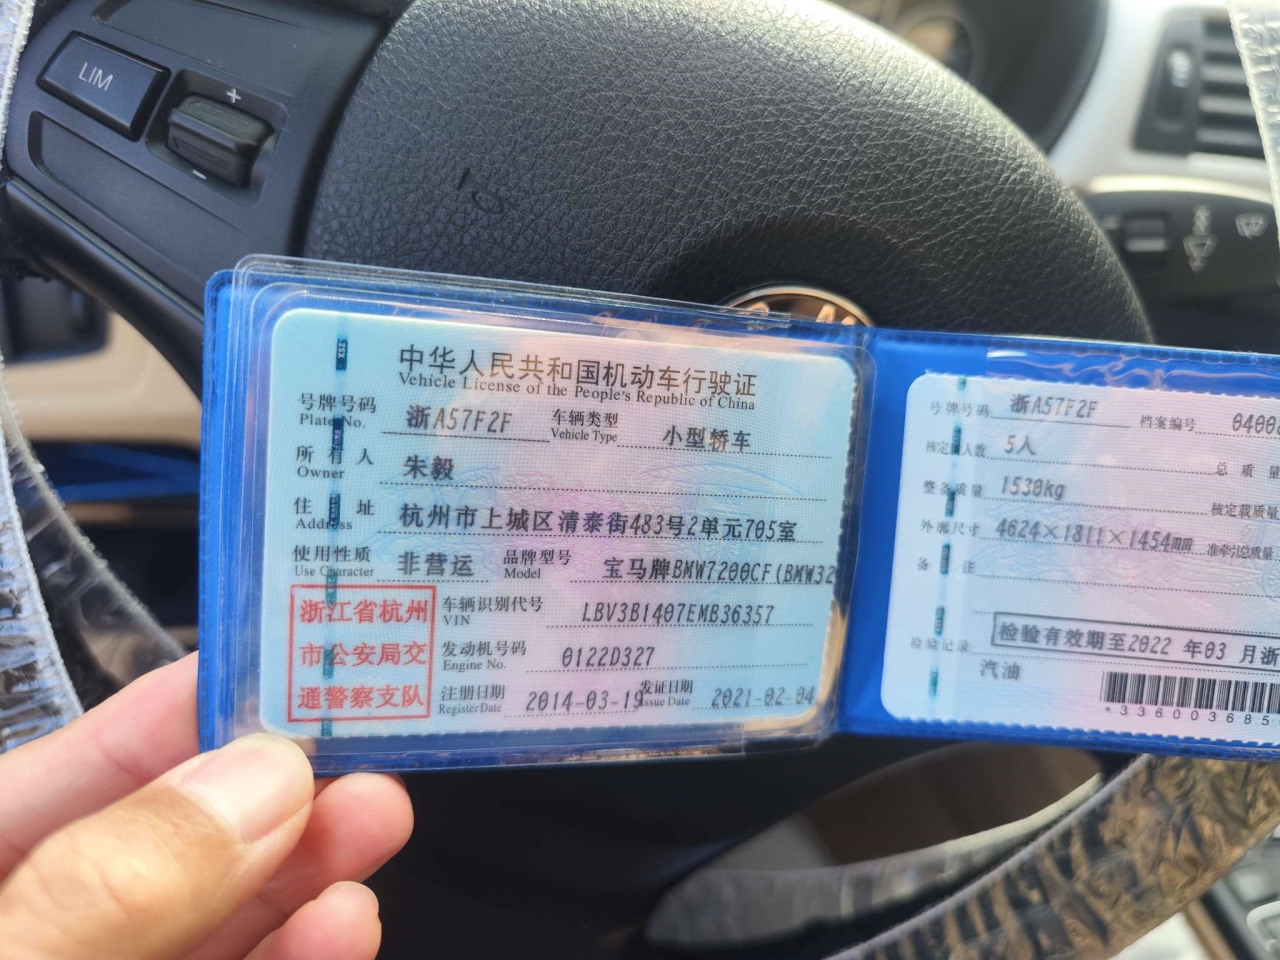 LIM
+
-
中华人民共和国机动车行驶证
Vehicle License of the People's Republic of China
号牌号码 浙A57F2F 车辆类型 小型轿车
Plate No. Vehicle Type
所有人 朱毅
Owner
住址 杭州市上城区清泰街483号2单元705室
Address
使用性质 非营运 品牌型号 宝马牌BMW7200CF(BMW32
Use Character Model
浙江省杭州
市公安局交
通警察支队
车辆识别代号 LBV3B1407EMB36357
VIN
发动机号码 0122D327
Engine No.
注册日期 2014-03-19 发证日期 2021-02-04
Register Date Issue Date
号牌号码 浙A57F2F 档案编号 0400
核定载人数 5人 总质量
整备质量 1530kg 核定载质量
外廓尺寸 4624×1811×1454mm 准牵引总质量
备注
检验记录 检验有效期至2022年03月浙
汽油
*336003685